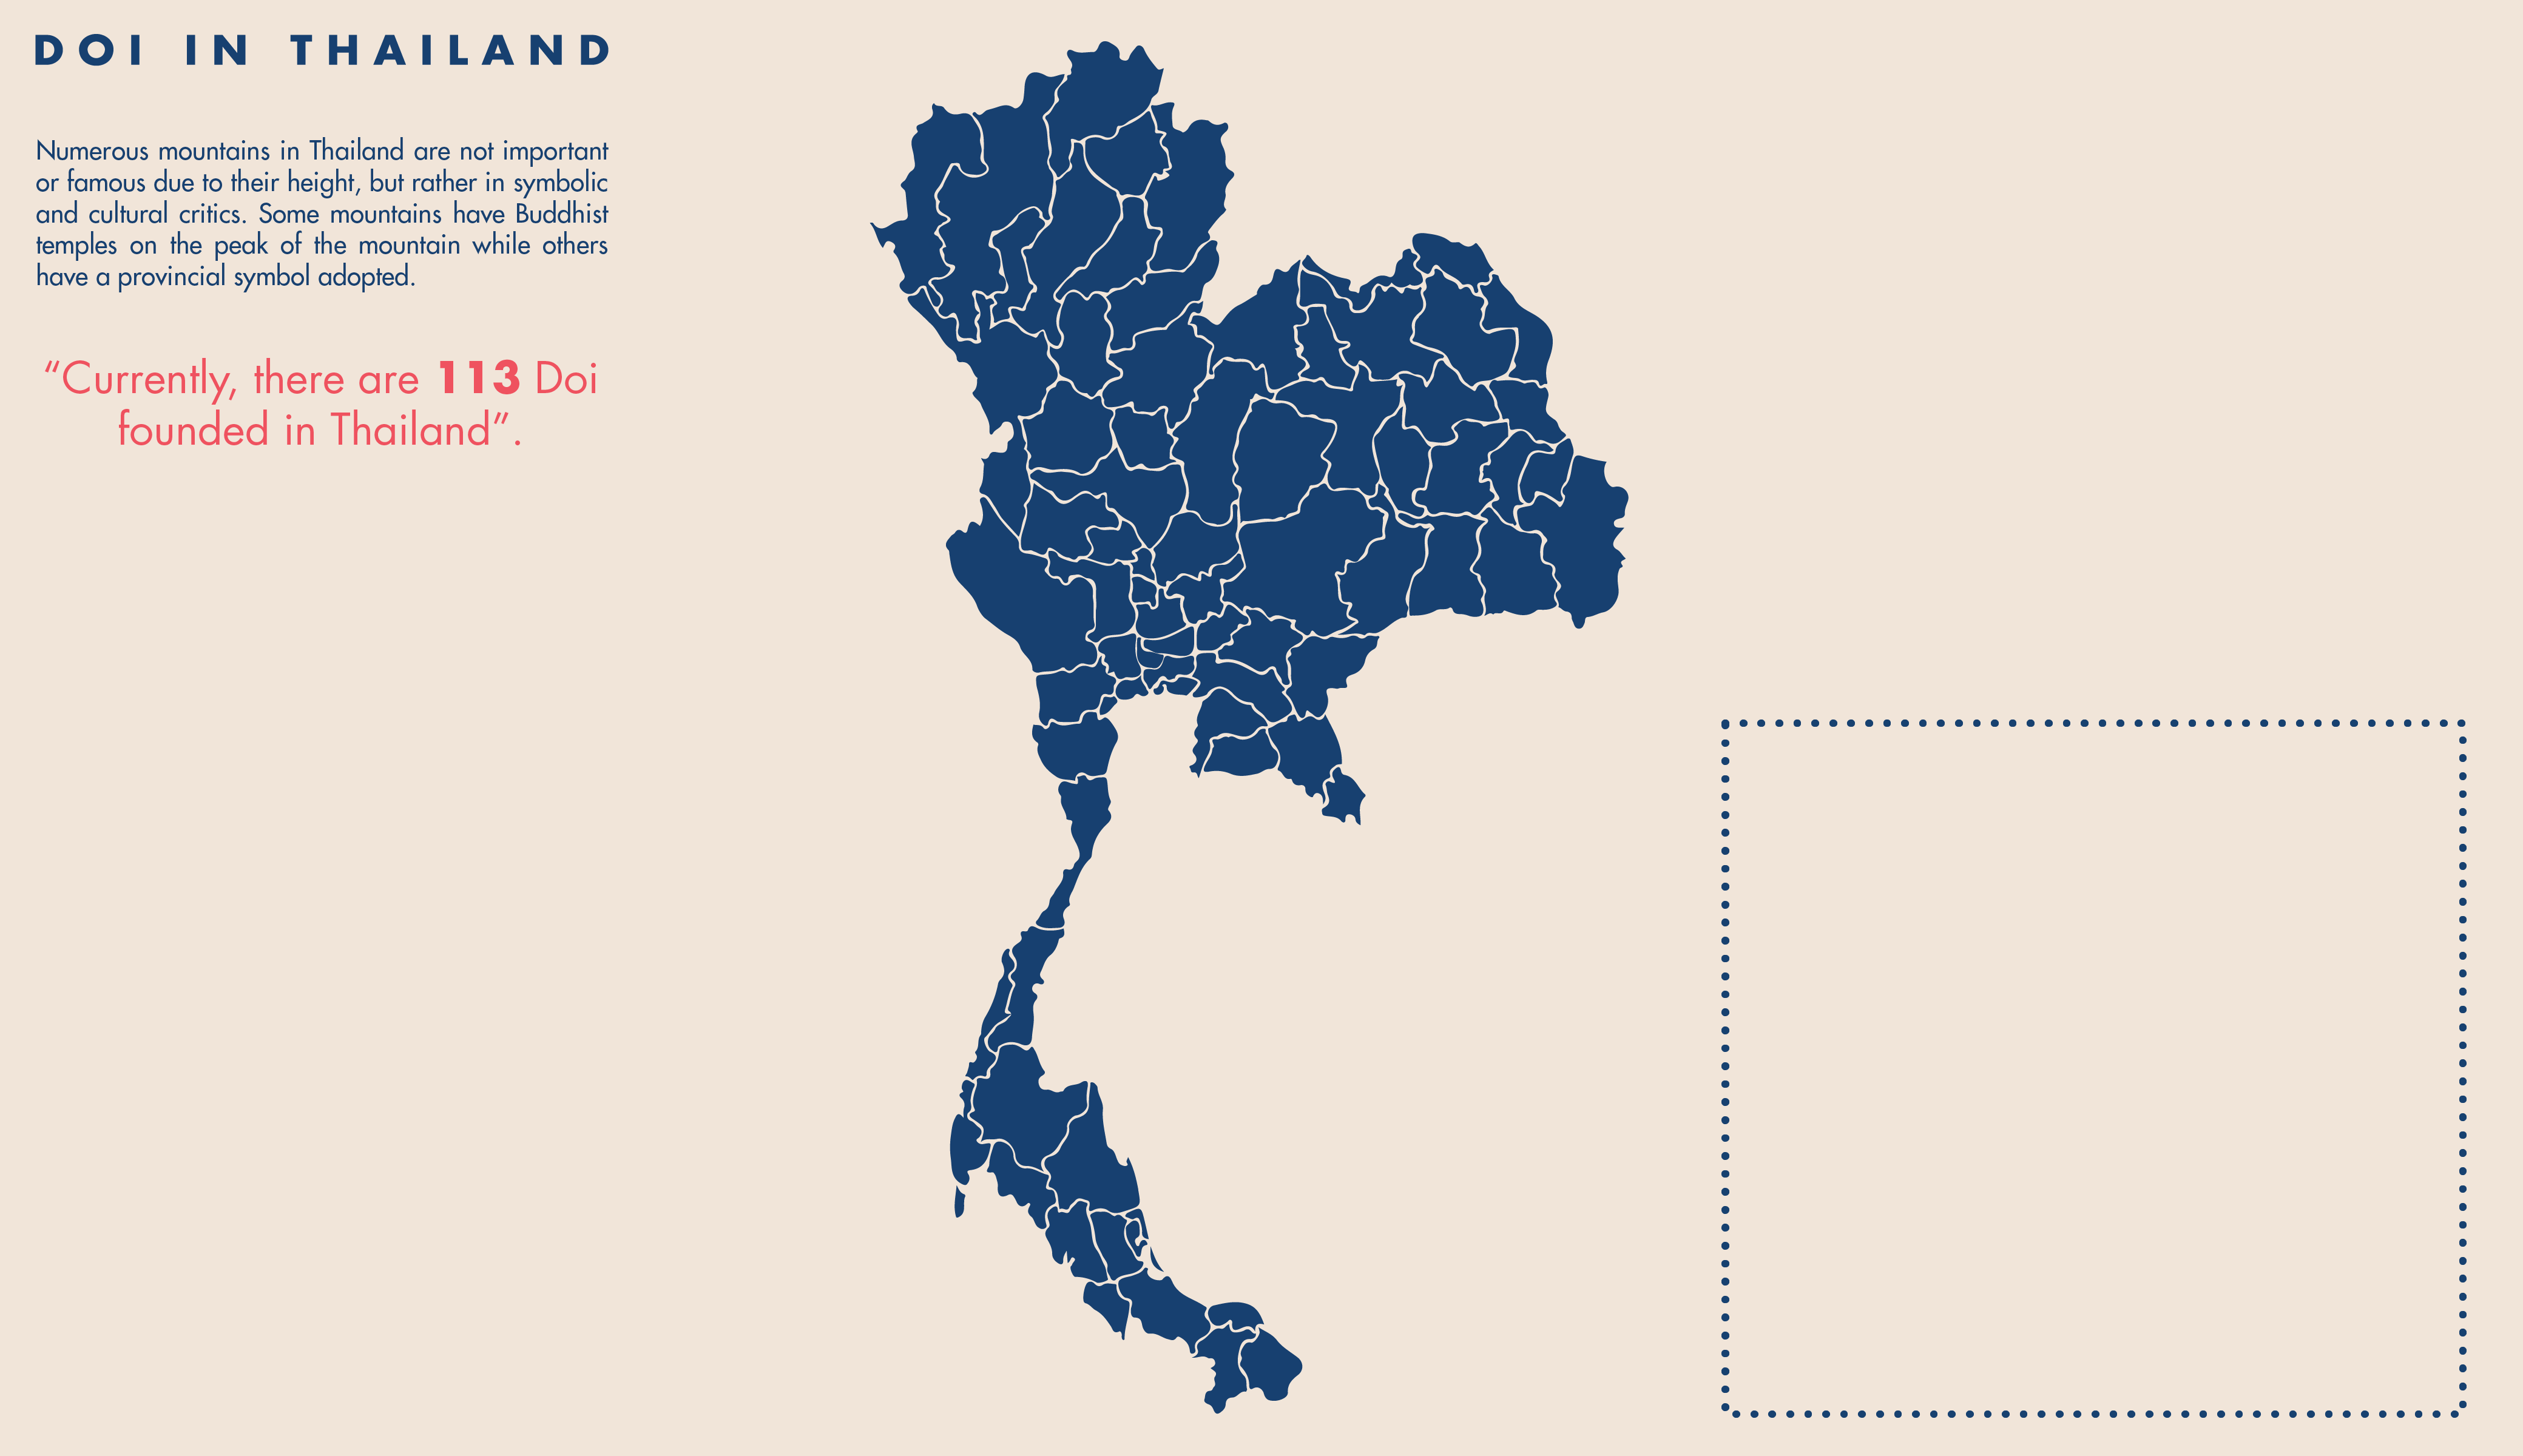 DOI IN THAILAND
Numerous mountains in Thailand are not important
or famous due to their height, but rather in symbolic
and cultural critics. Some mountains have Buddhist
temples on the peak of the mountain while others
have a provincial symbol adopted.
“Currently, there are 113 Doi
founded in Thailand”.